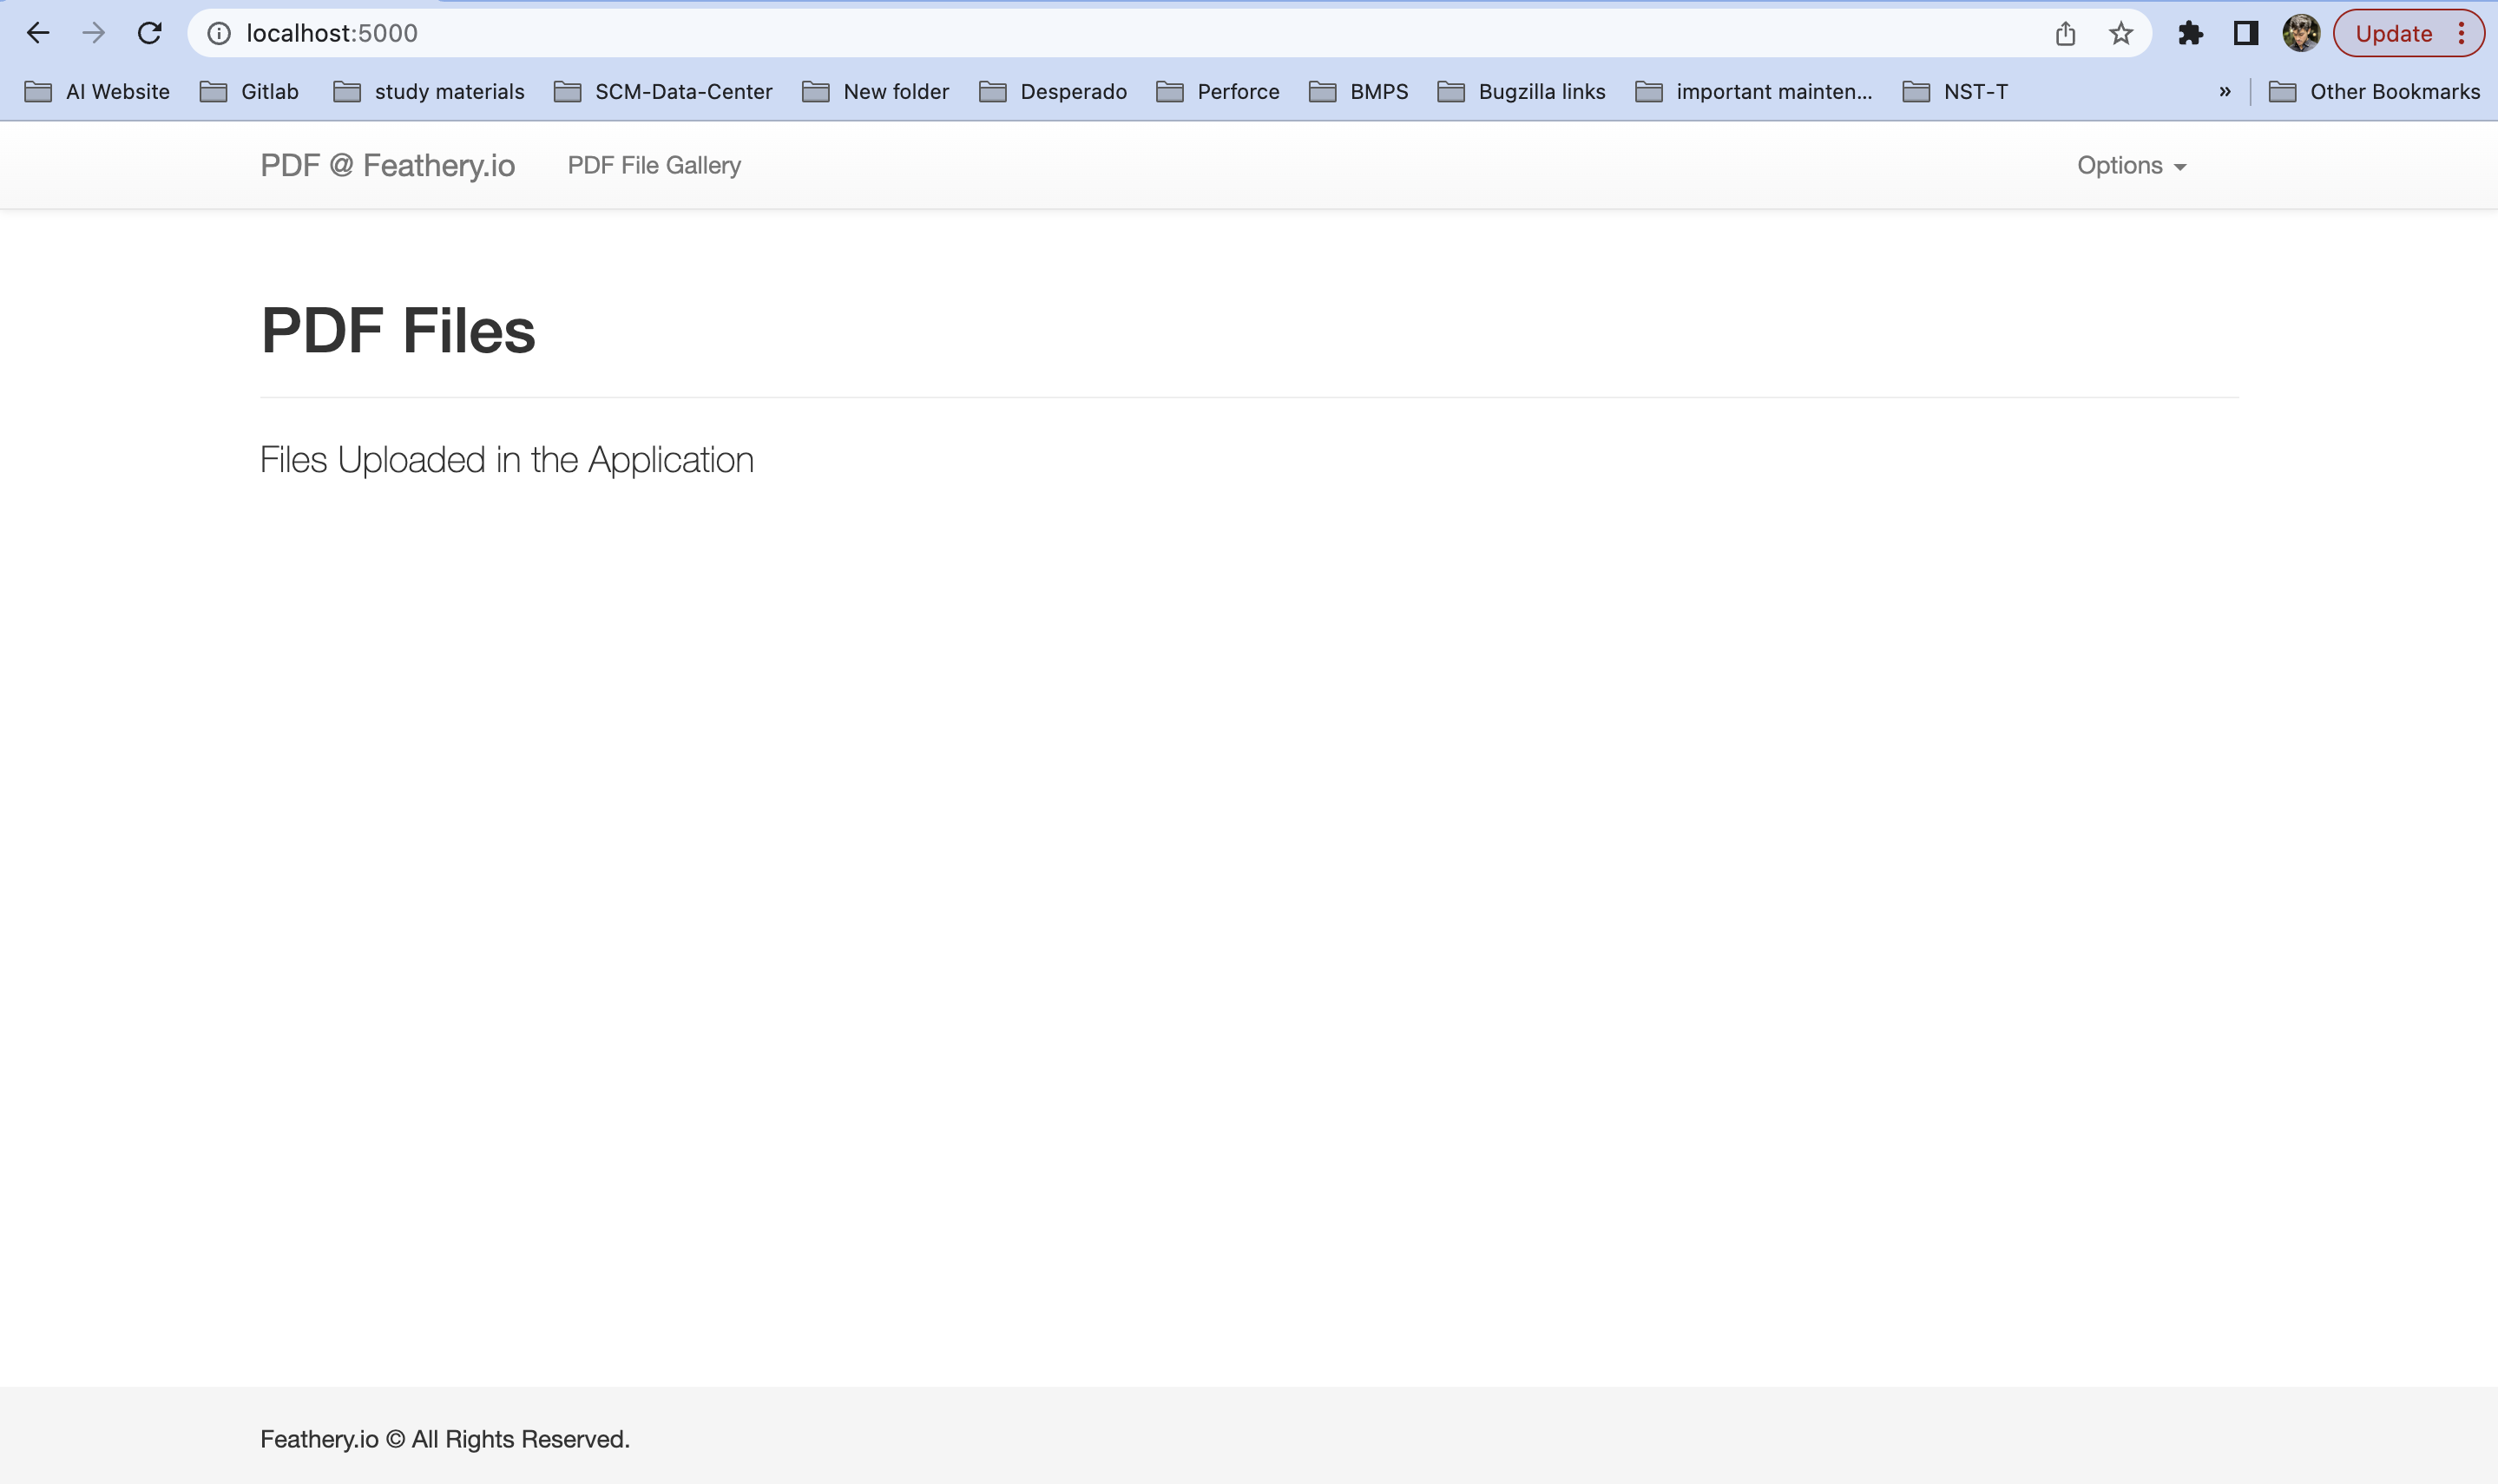 localhost:5000
Update
AI Website Gitlab study materials SCM-Data-Center New folder Desperado Perforce BMPS Bugzilla links important mainten... NST-T » Other Bookmarks
PDF @ Feathery.io PDF File Gallery Options
PDF Files
Files Uploaded in the Application
Feathery.io © All Rights Reserved.